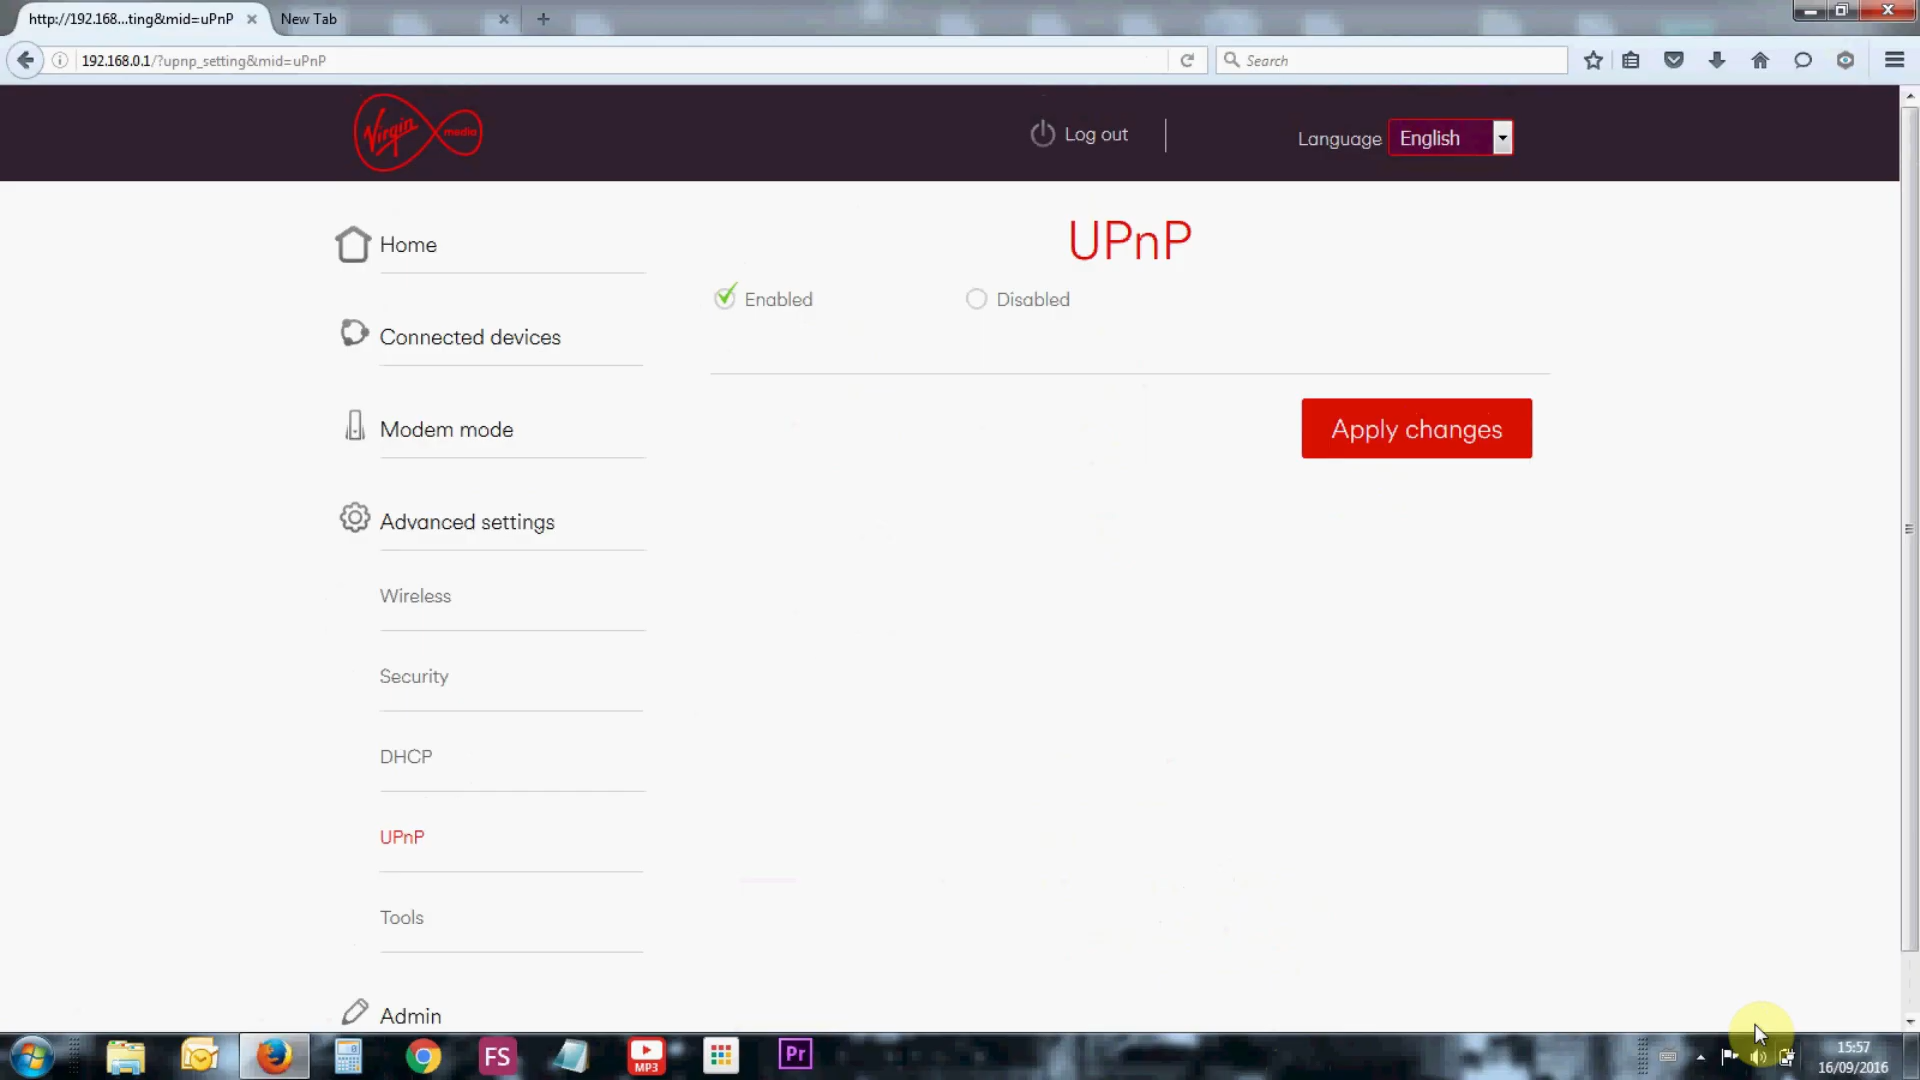 http://192.168...ting&mid=uPnP
New Tab
192.168.0.1/?upnp_setting&mid=uPnP
Search
Virgin media
Log out
Language
English
Home
UPnP
Enabled
Disabled
Connected devices
Modem mode
Apply changes
Advanced settings
Wireless
Security
DHCP
UPnP
Tools
Admin
FS
MP3
Pr
15:57
16/09/2016